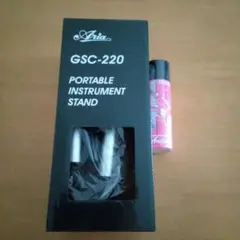 Aria
GSC-220
PORTABLE
INSTRUMENT
STAND